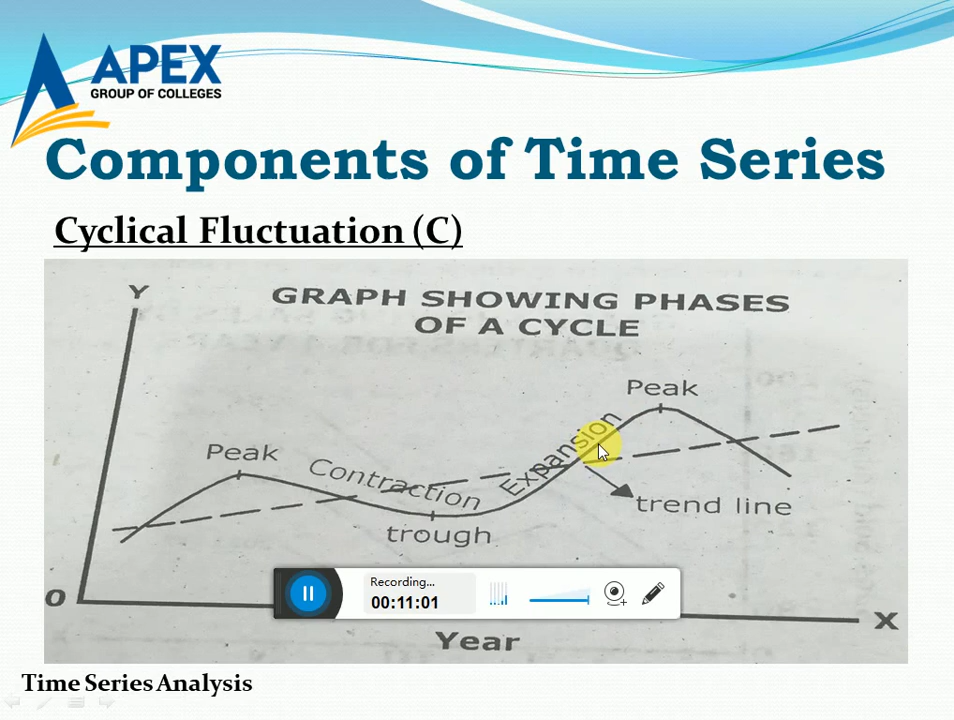 APEX
GROUP OF COLLEGES
Components of Time Series
Cyclical Fluctuation (C)
Y
GRAPH SHOWING PHASES
OF A CYCLE
Peak
Peak
Contraction
Expansion
trend line
trough
Recording...
00:11:01
O
X
Year
Time Series Analysis